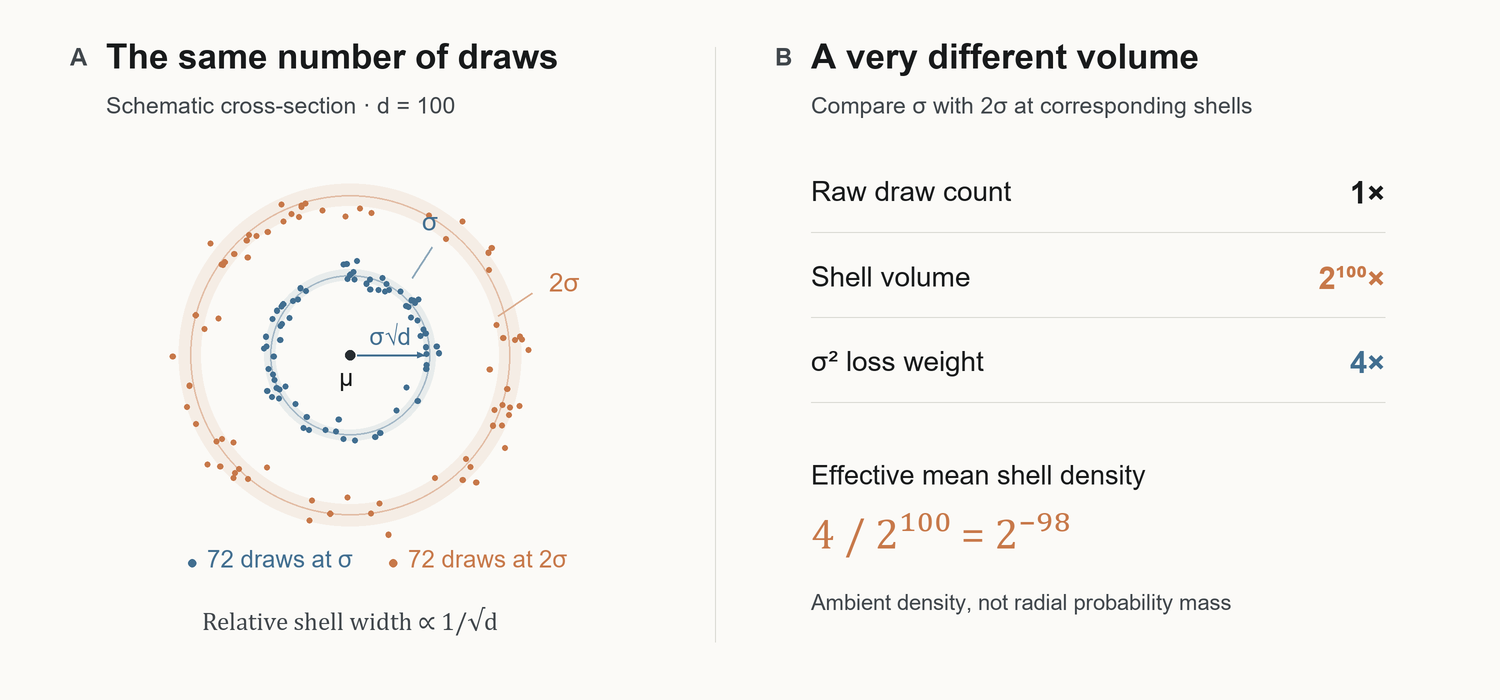 A The same number of draws
Schematic cross-section · d = 100
σ
2σ
σ√d
μ
72 draws at σ
72 draws at 2σ
Relative shell width ∝ 1/√d
B A very different volume
Compare σ with 2σ at corresponding shells
Raw draw count 1×
Shell volume 2¹⁰⁰×
σ² loss weight 4×
Effective mean shell density
4 / 2¹⁰⁰ = 2⁻⁹⁸
Ambient density, not radial probability mass